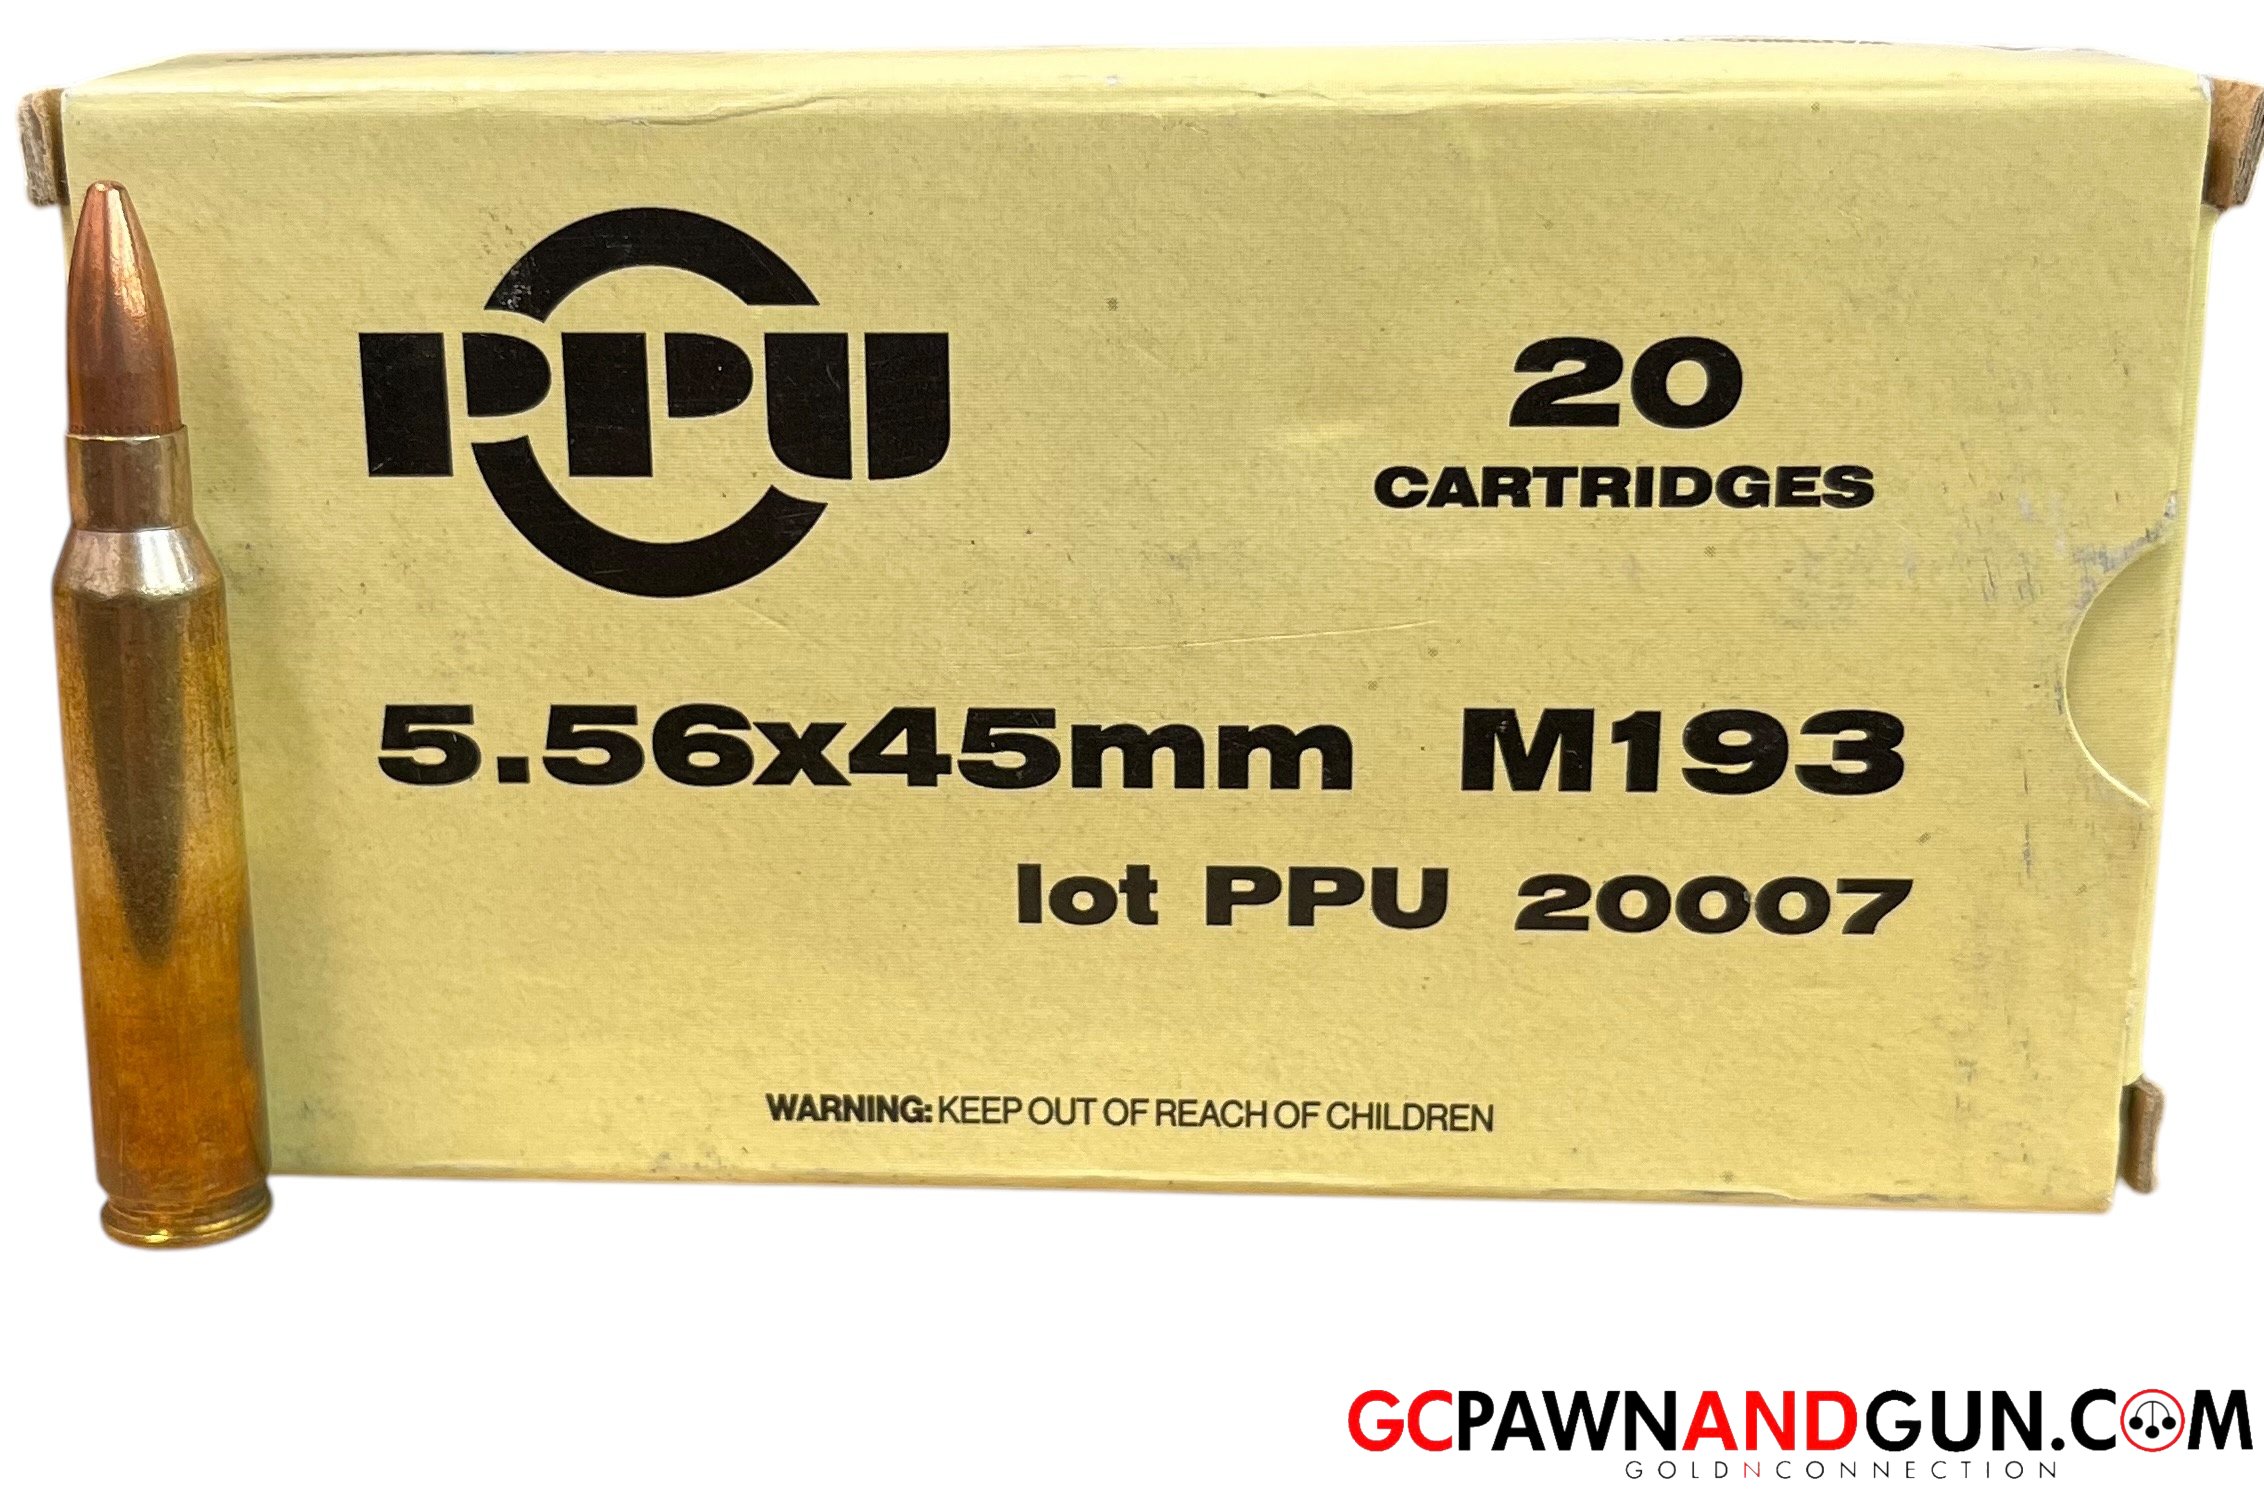 PPU
20
CARTRIDGES
5.56x45mm M193
lot PPU 20007
WARNING: KEEP OUT OF REACH OF CHILDREN
GCPAWNANDGUN.COM
GOLDNCONNECTION